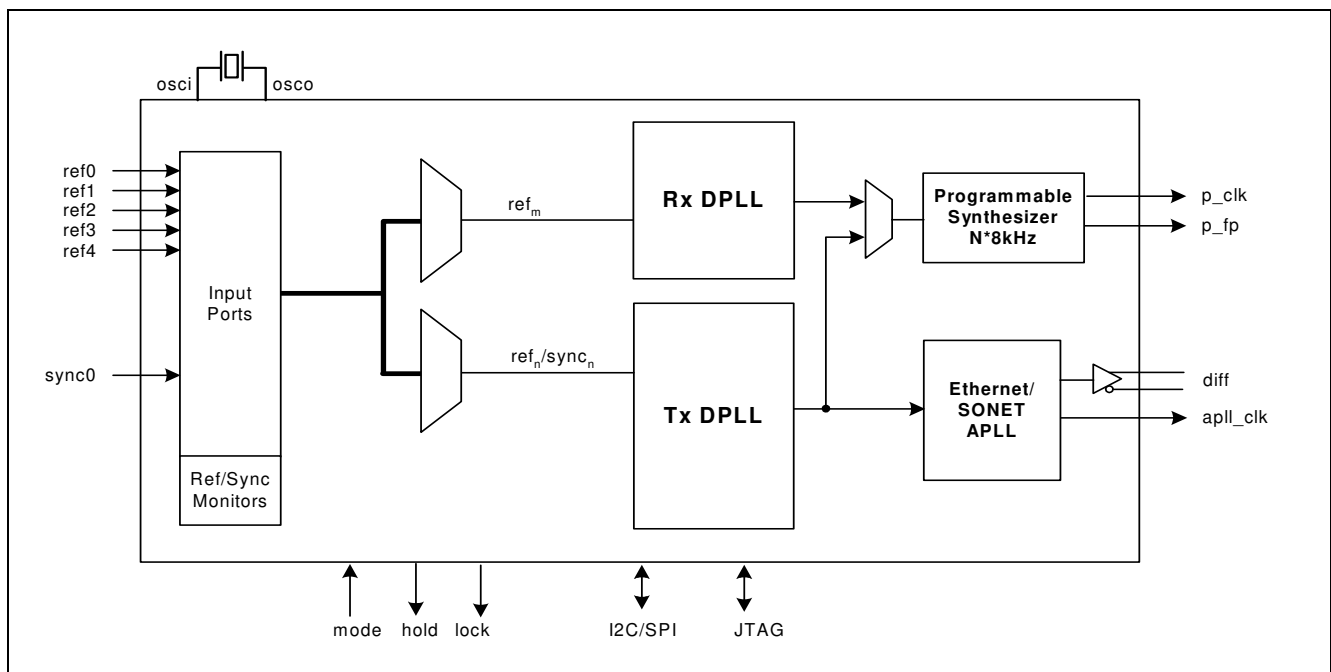 osci
osco
ref0
ref1
ref2
ref3
ref4
sync0
Input
Ports
Ref/Sync
Monitors
refm
refn/syncn
Rx DPLL
Tx DPLL
Programmable
Synthesizer
N*8kHz
Ethernet/
SONET
APLL
p_clk
p_fp
diff
apll_clk
mode
hold
lock
I2C/SPI
JTAG